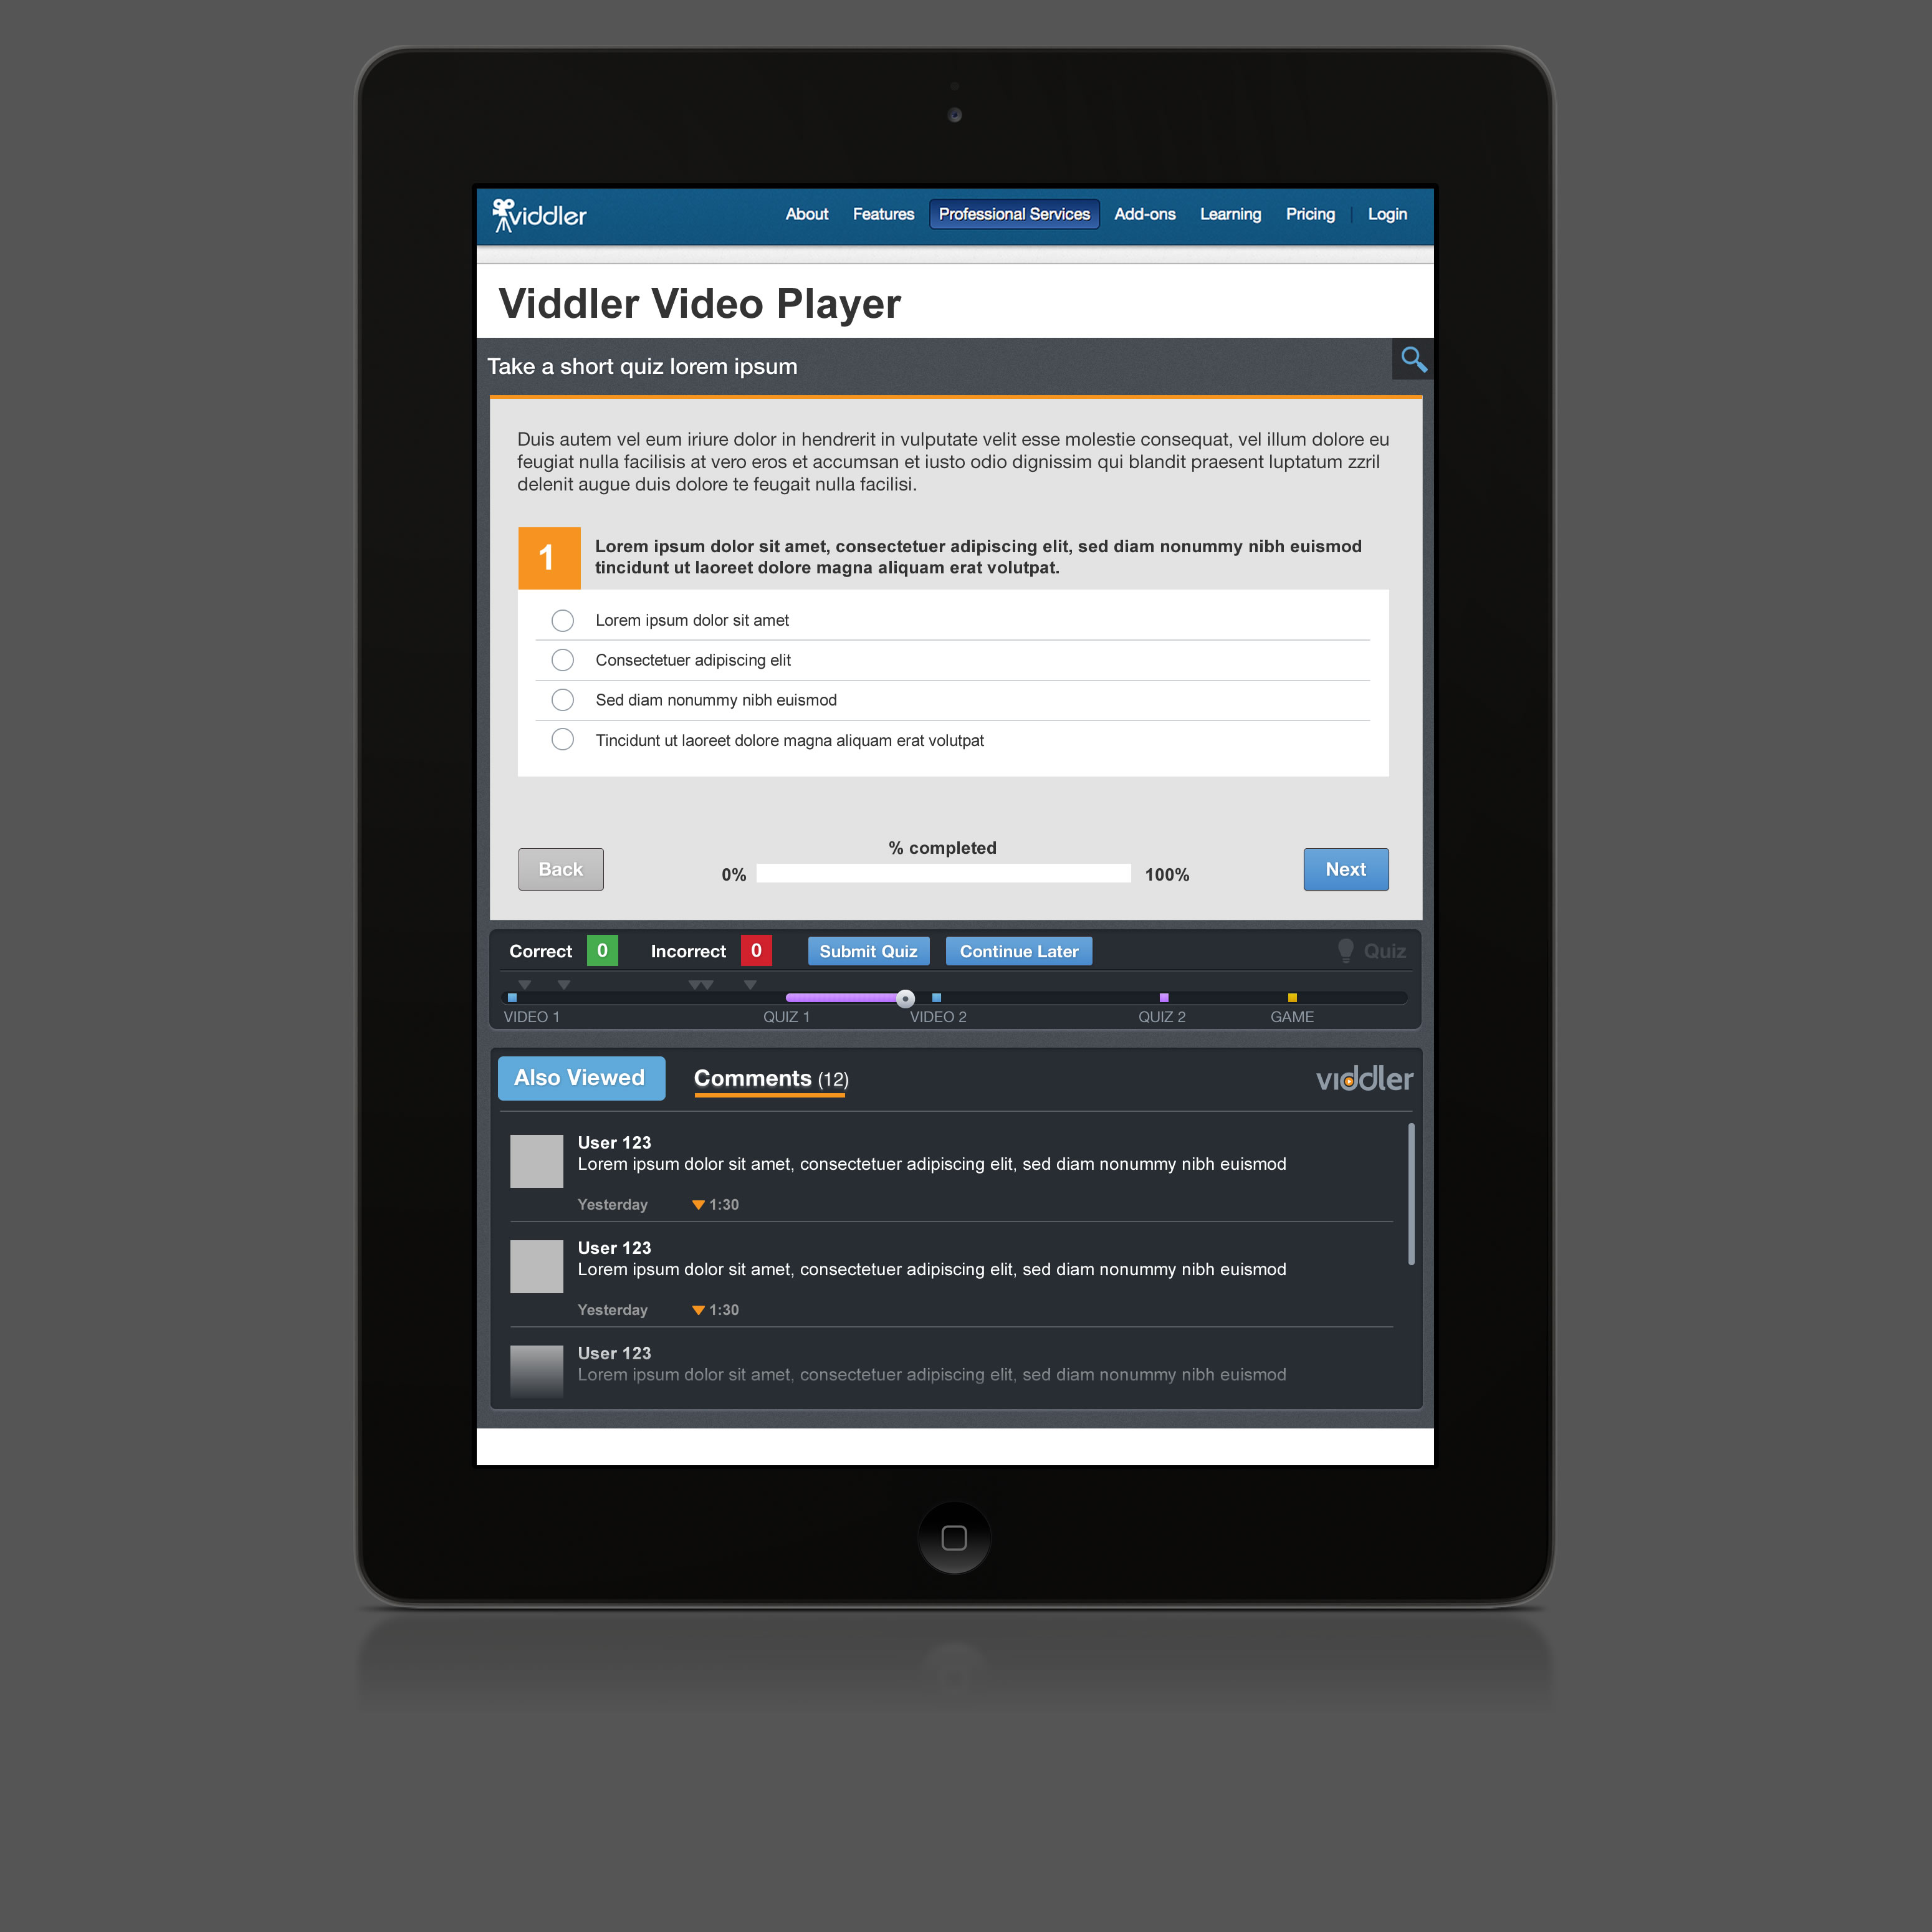 viddler
About Features Professional Services Add-ons Learning Pricing Login
Viddler Video Player
Take a short quiz lorem ipsum
Duis autem vel eum iriure dolor in hendrerit in vulputate velit esse molestie consequat, vel illum dolore eu
feugiat nulla facilisis at vero eros et accumsan et iusto odio dignissim qui blandit praesent luptatum zzril
delenit augue duis dolore te feugait nulla facilisi.
1
Lorem ipsum dolor sit amet, consectetuer adipiscing elit, sed diam nonummy nibh euismod
tincidunt ut laoreet dolore magna aliquam erat volutpat.
Lorem ipsum dolor sit amet
Consectetuer adipiscing elit
Sed diam nonummy nibh euismod
Tincidunt ut laoreet dolore magna aliquam erat volutpat
% completed
Back 0% 100% Next
Correct 0 Incorrect 0 Submit Quiz Continue Later Quiz
VIDEO 1 QUIZ 1 VIDEO 2 QUIZ 2 GAME
Also Viewed Comments (12) viddler
User 123
Lorem ipsum dolor sit amet, consectetuer adipiscing elit, sed diam nonummy nibh euismod
Yesterday 1:30
User 123
Lorem ipsum dolor sit amet, consectetuer adipiscing elit, sed diam nonummy nibh euismod
Yesterday 1:30
User 123
Lorem ipsum dolor sit amet, consectetuer adipiscing elit, sed diam nonummy nibh euismod